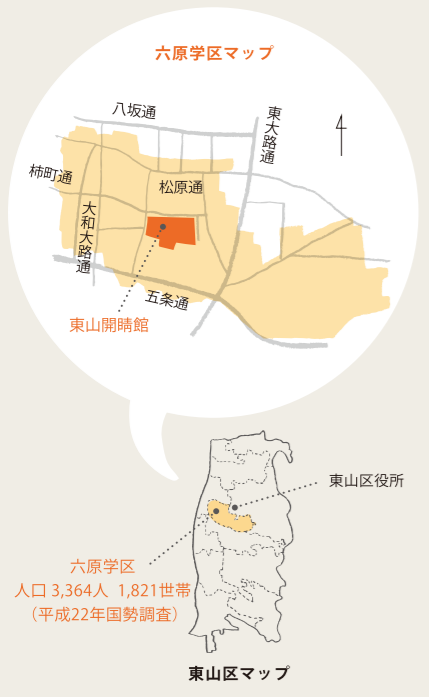 六原学区マップ
八坂通
東大路通
柿町通
松原通
大和大路通
五条通
東山開睛館
東山区役所
六原学区
人口 3,364人 1,821世帯
（平成22年国勢調査）
東山区マップ